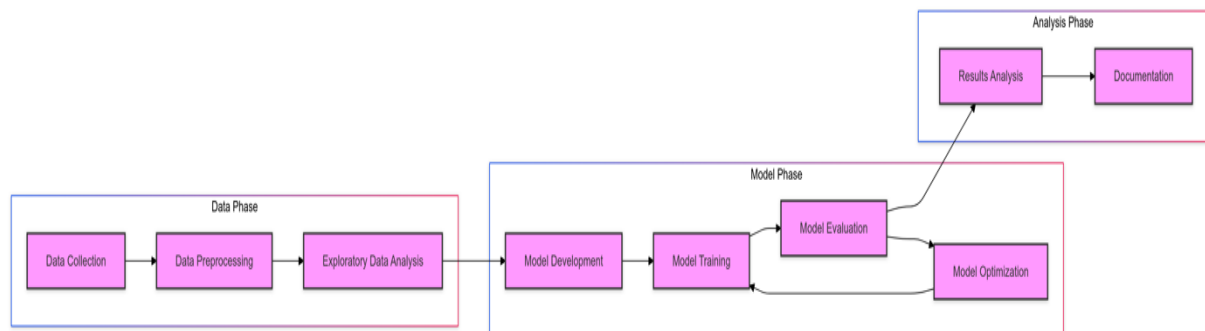 Data Phase
Data Collection
Data Preprocessing
Exploratory Data Analysis
Model Phase
Model Development
Model Training
Model Evaluation
Model Optimization
Analysis Phase
Results Analysis
Documentation